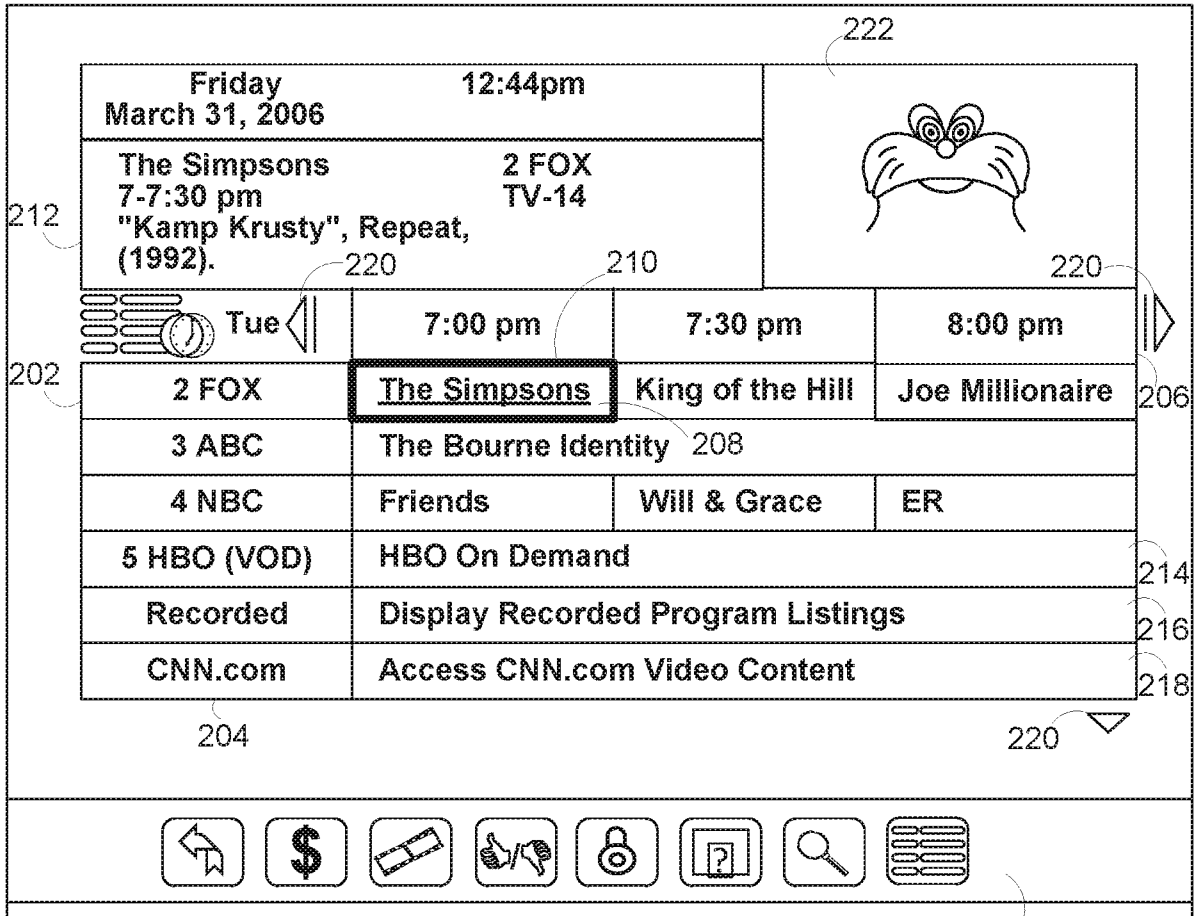 222
Friday 12:44pm
March 31, 2006
The Simpsons 2 FOX
7-7:30 pm TV-14
212
"Kamp Krusty", Repeat,
(1992).
220 210 220
Tue 7:00 pm 7:30 pm 8:00 pm
202
2 FOX The Simpsons King of the Hill Joe Millionaire
206
3 ABC The Bourne Identity 208
4 NBC Friends Will & Grace ER
5 HBO (VOD) HBO On Demand
214
Recorded Display Recorded Program Listings
216
CNN.com Access CNN.com Video Content
218
204 220
$ ?